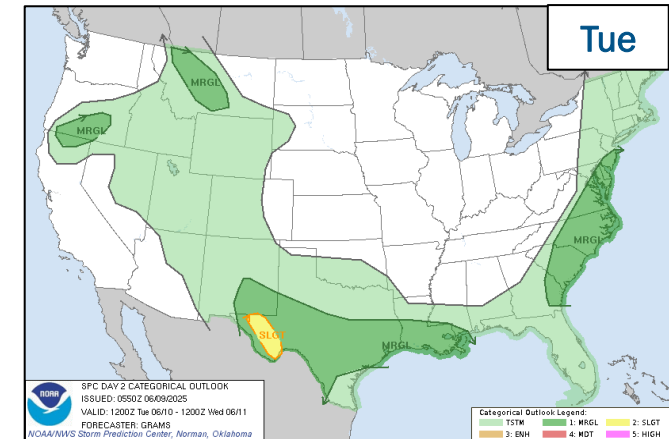 Tue
MRGL
MRGL
MRGL
SLGT
MRGL
NOAA
SPC DAY 2 CATEGORICAL OUTLOOK
ISSUED: 0550Z 06/09/2025
VALID: 1200Z Tue 06/10 - 1200Z Wed 06/11
FORECASTER: GRAMS
NOAA/NWS Storm Prediction Center, Norman, Oklahoma
Categorical Outlook Legend:
TSTM 1: MRGL 2: SLGT
3: ENH 4: MDT 5: HIGH